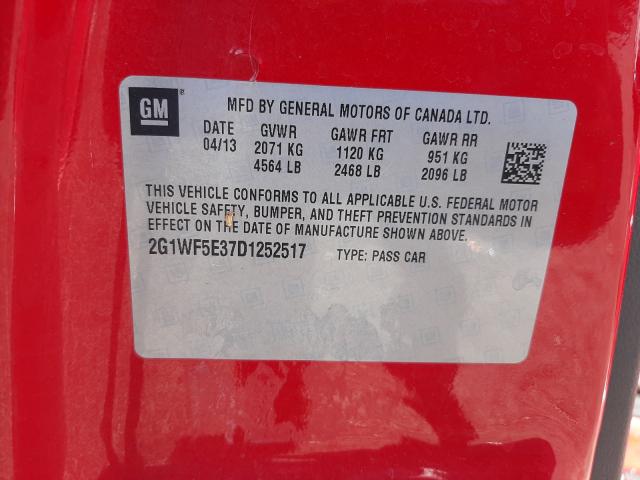 GM
®
MFD BY GENERAL MOTORS OF CANADA LTD.
DATE GVWR GAWR FRT GAWR RR
04/13 2071 KG 1120 KG 951 KG
4564 LB 2468 LB 2096 LB
THIS VEHICLE CONFORMS TO ALL APPLICABLE U.S. FEDERAL MOTOR
VEHICLE SAFETY, BUMPER, AND THEFT PREVENTION STANDARDS IN
EFFECT ON THE DATE OF MANUFACTURE SHOWN ABOVE.
2G1WF5E37D1252517 TYPE: PASS CAR